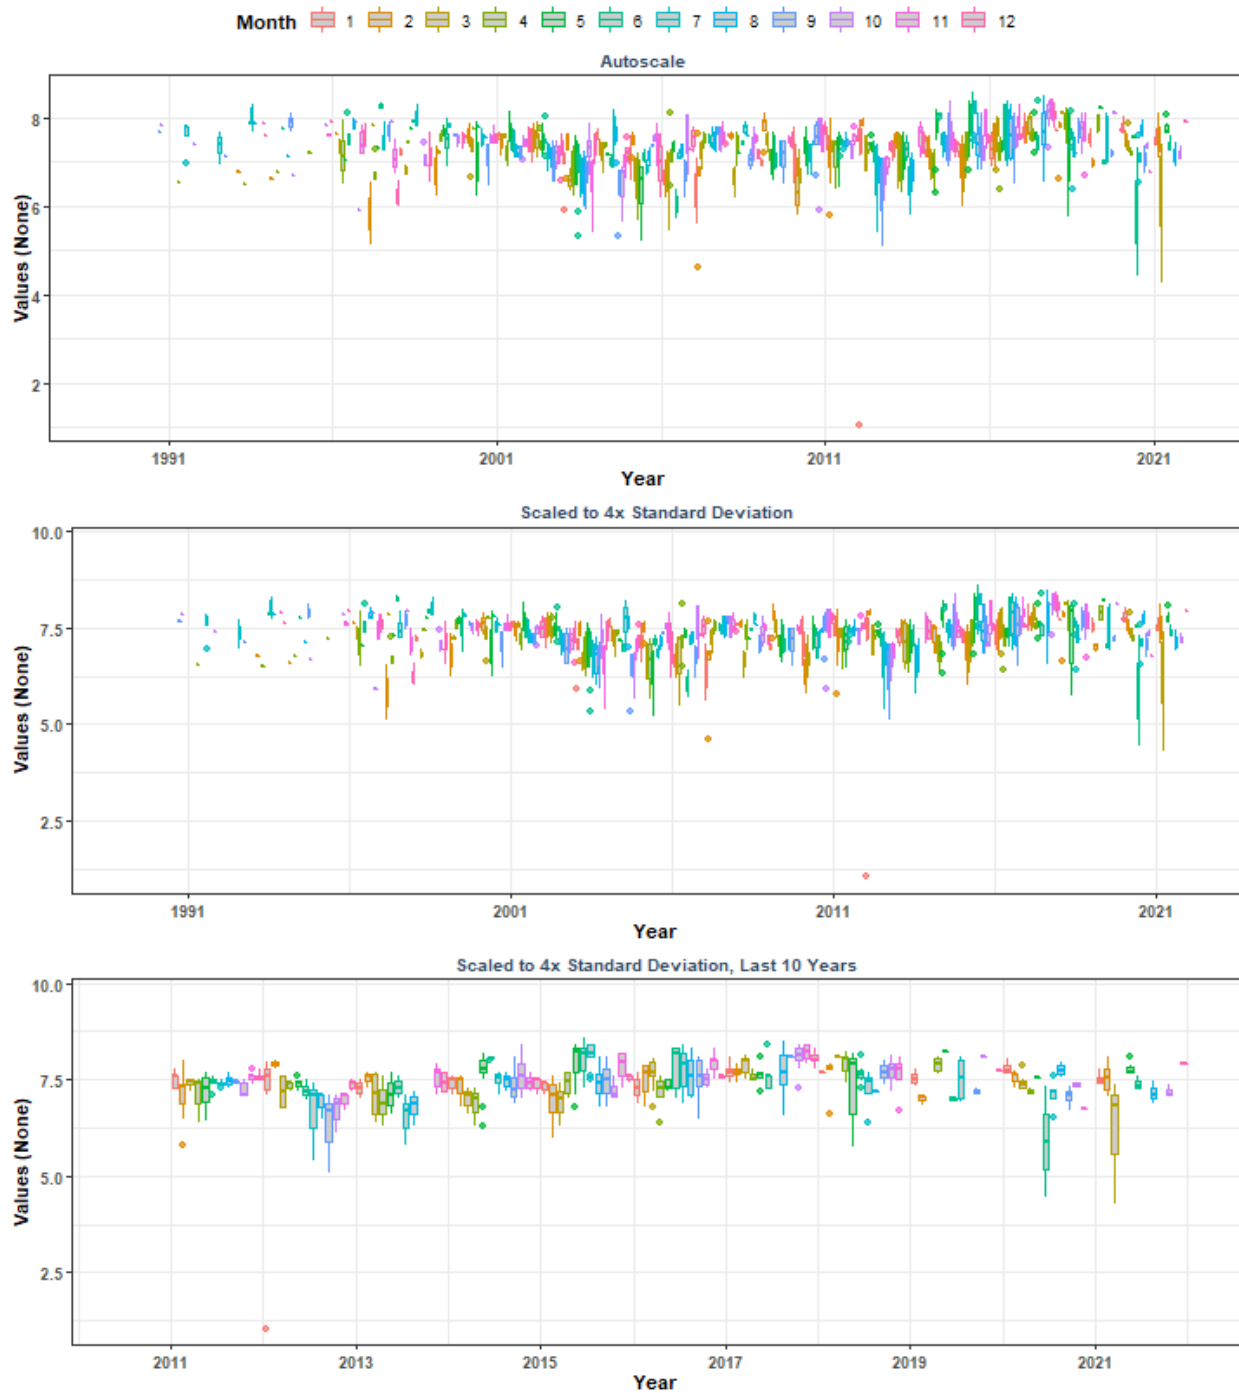 Month 1 2 3 4 5 6 7 8 9 10 11 12
Autoscale
Values (None)
8
6
4
2
1991 2001 2011 2021
Year
Scaled to 4x Standard Deviation
Values (None)
10.0
7.5
5.0
2.5
1991 2001 2011 2021
Year
Scaled to 4x Standard Deviation, Last 10 Years
Values (None)
10.0
7.5
5.0
2.5
2011 2013 2015 2017 2019 2021
Year